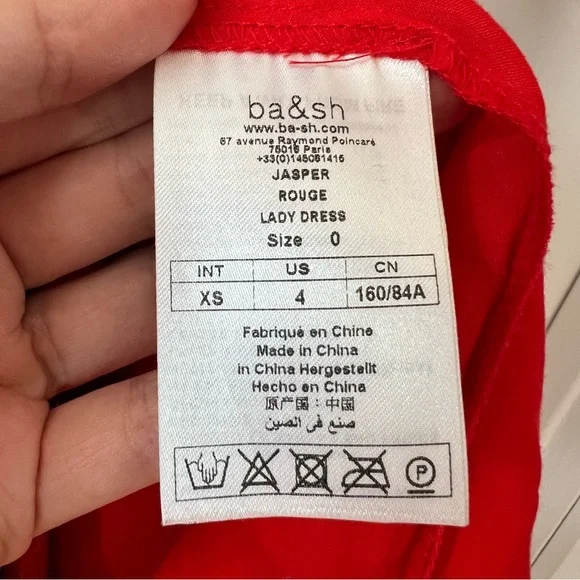 ba&sh
www.ba-sh.com
67 avenue Raymond Poincaré
75016 Paris
+33(0)145061415
JASPER
ROUGE
LADY DRESS
Size 0
INT US CN
XS 4 160/84A
Fabriqué en Chine
Made in China
in China Hergestellt
Hecho en China
原产国：中国
صنع في الصين
P